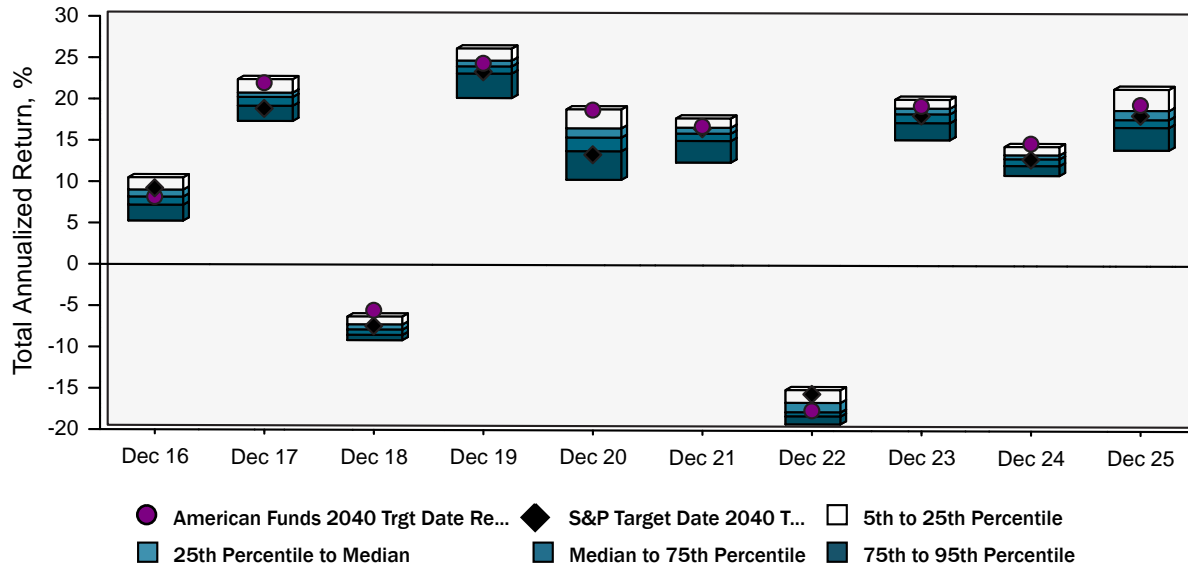 30
25
20
15
10
5
0
-5
-10
-15
-20
Total Annualized Return, %
Dec 16 Dec 17 Dec 18 Dec 19 Dec 20 Dec 21 Dec 22 Dec 23 Dec 24 Dec 25
American Funds 2040 Trgt Date Re... S&P Target Date 2040 T... 5th to 25th Percentile
25th Percentile to Median Median to 75th Percentile 75th to 95th Percentile